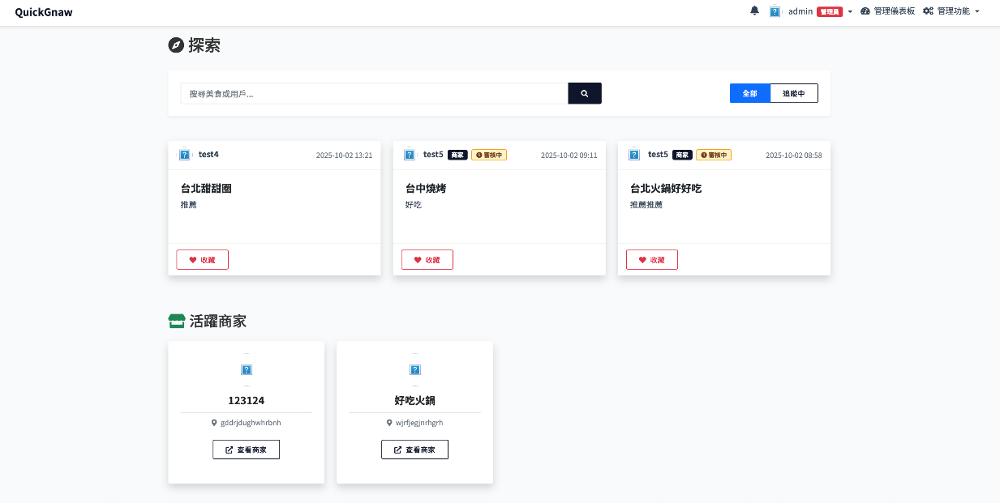 QuickGnaw
admin 管理員 管理儀表板 管理功能
探索
搜尋美食或用戶...
全部 追蹤中
test4 2025-10-02 13:21
台北甜甜圈
推薦
收藏
test5 商家 審核中 2025-10-02 09:11
台中燒烤
好吃
收藏
test5 商家 審核中 2025-10-02 08:58
台北火鍋好好吃
推薦推薦
收藏
活躍商家
123124
gddrjdughwhrbnh
查看商家
好吃火鍋
wjrfjegjnrhgrh
查看商家